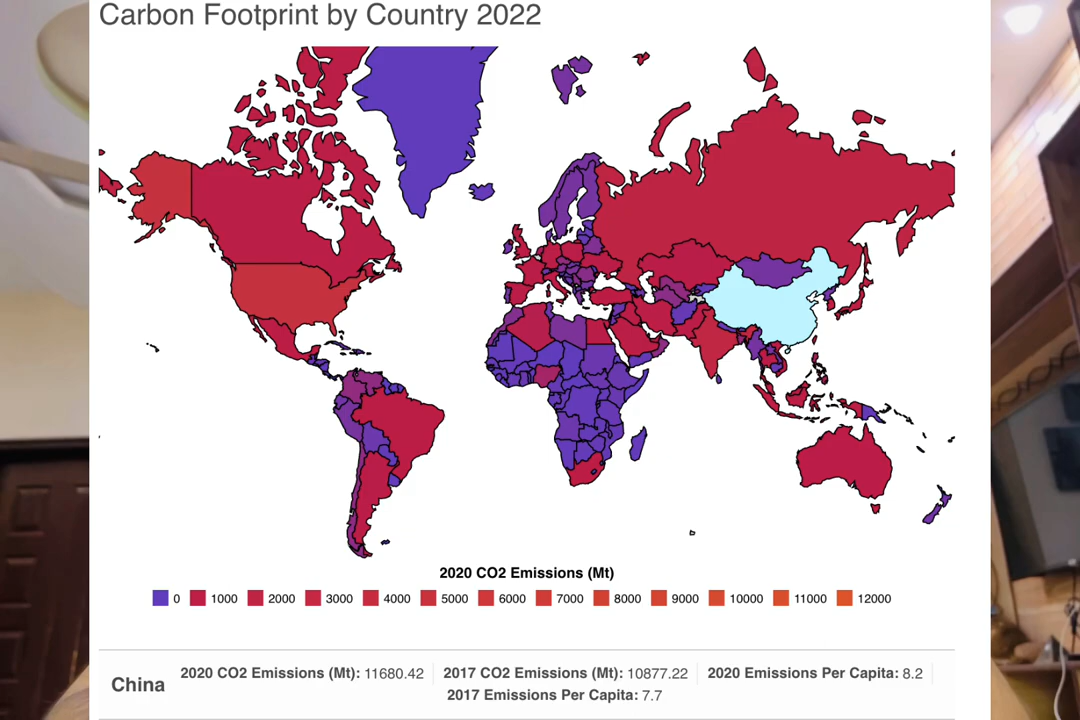 Carbon Footprint by Country 2022
2020 CO2 Emissions (Mt)
0 1000 2000 3000 4000 5000 6000 7000 8000 9000 10000 11000 12000
China
2020 CO2 Emissions (Mt): 11680.42 2017 CO2 Emissions (Mt): 10877.22 2020 Emissions Per Capita: 8.2
2017 Emissions Per Capita: 7.7